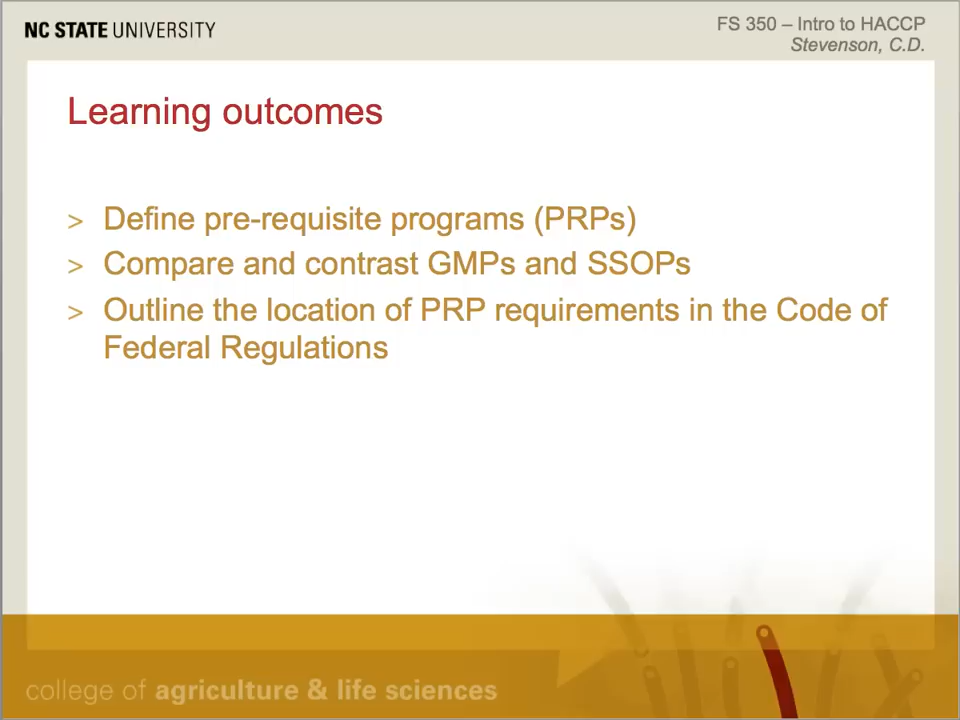 NC STATE UNIVERSITY
FS 350 – Intro to HACCP
Stevenson, C.D.
Learning outcomes
> Define pre-requisite programs (PRPs)
> Compare and contrast GMPs and SSOPs
> Outline the location of PRP requirements in the Code of
Federal Regulations
college of agriculture & life sciences